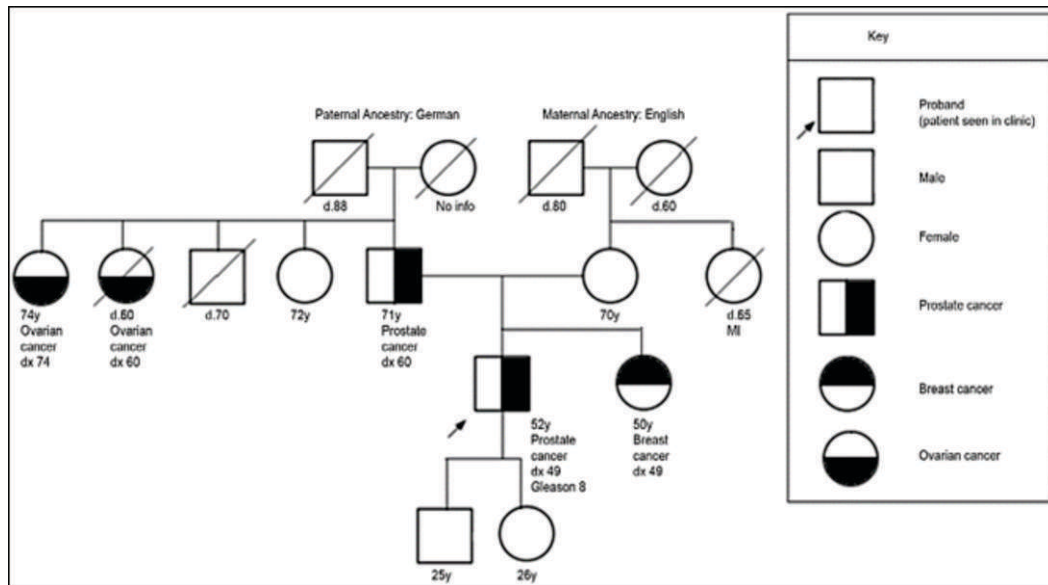 Key
Proband
(patient seen in clinic)
Male
Female
Prostate cancer
Breast cancer
Ovarian cancer
Paternal Ancestry: German
Maternal Ancestry: English
d.88
No info
d.80
d.60
74y
Ovarian
cancer
dx 74
d.60
Ovarian
cancer
dx 60
d.70
72y
71y
Prostate
cancer
dx 60
70y
d.65
MI
52y
Prostate
cancer
dx 49
Gleason 8
50y
Breast
cancer
dx 49
25y
26y